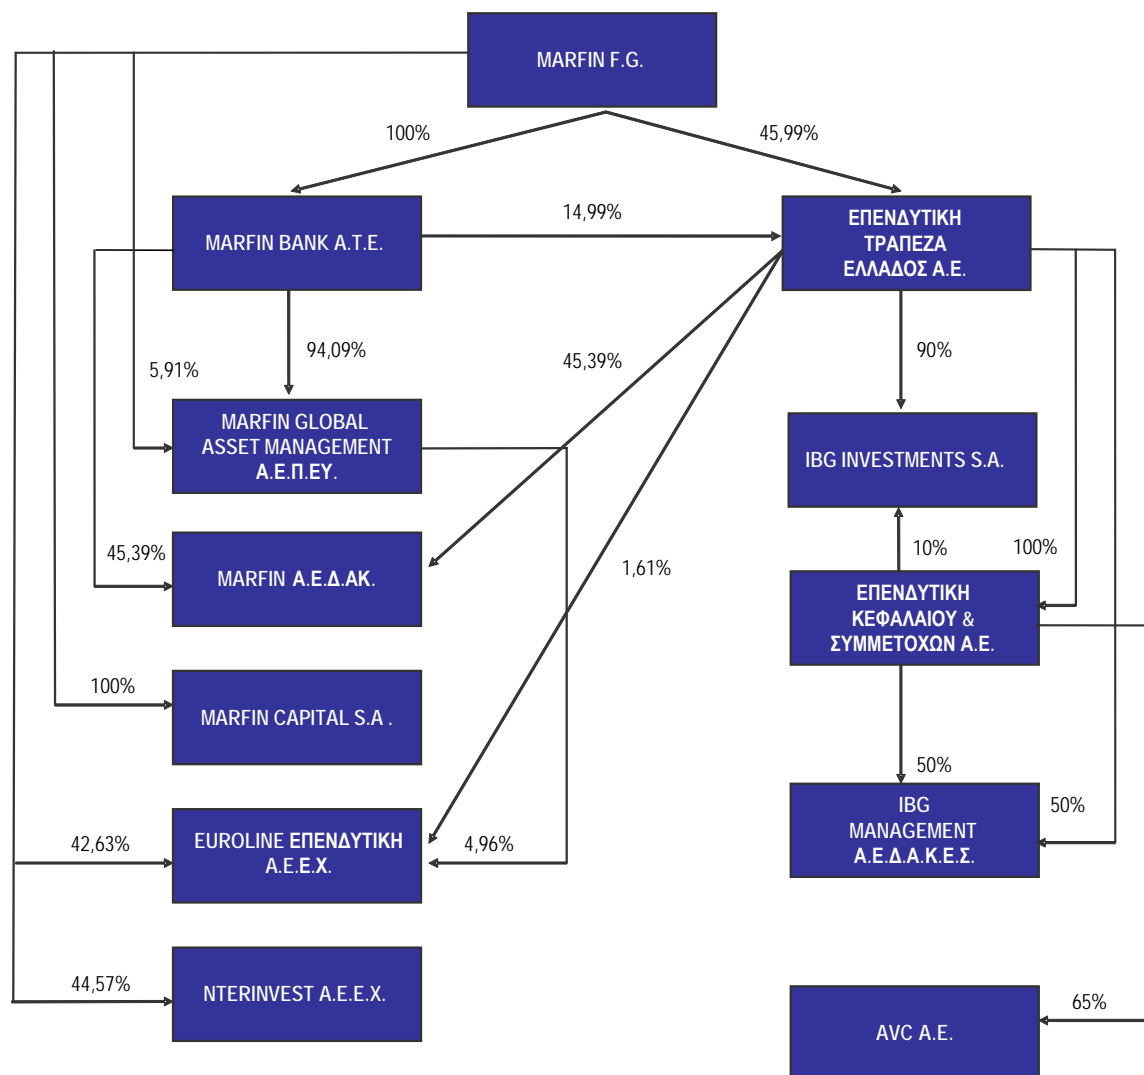 MARFIN F.G.
100%
45,99%
MARFIN BANK A.T.E.
14,99%
ΕΠΕΝΔΥΤΙΚΗ
ΤΡΑΠΕΖΑ
ΕΛΛΑΔΟΣ Α.Ε.
94,09%
5,91%
45,39%
90%
MARFIN GLOBAL
ASSET MANAGEMENT
Α.Ε.Π.ΕΥ.
IBG INVESTMENTS S.A.
45,39%
MARFIN Α.Ε.Δ.ΑΚ.
1,61%
10%
100%
ΕΠΕΝΔΥΤΙΚΗ
ΚΕΦΑΛΑΙΟΥ &
ΣΥΜΜΕΤΟΧΩΝ Α.Ε.
100%
MARFIN CAPITAL S.A .
50%
42,63%
EUROLINE ΕΠΕΝΔΥΤΙΚΗ
Α.Ε.Ε.Χ.
4,96%
IBG
MANAGEMENT
Α.Ε.Δ.Α.Κ.Ε.Σ.
50%
44,57%
NTERINVEST Α.Ε.Ε.Χ.
AVC Α.Ε.
65%